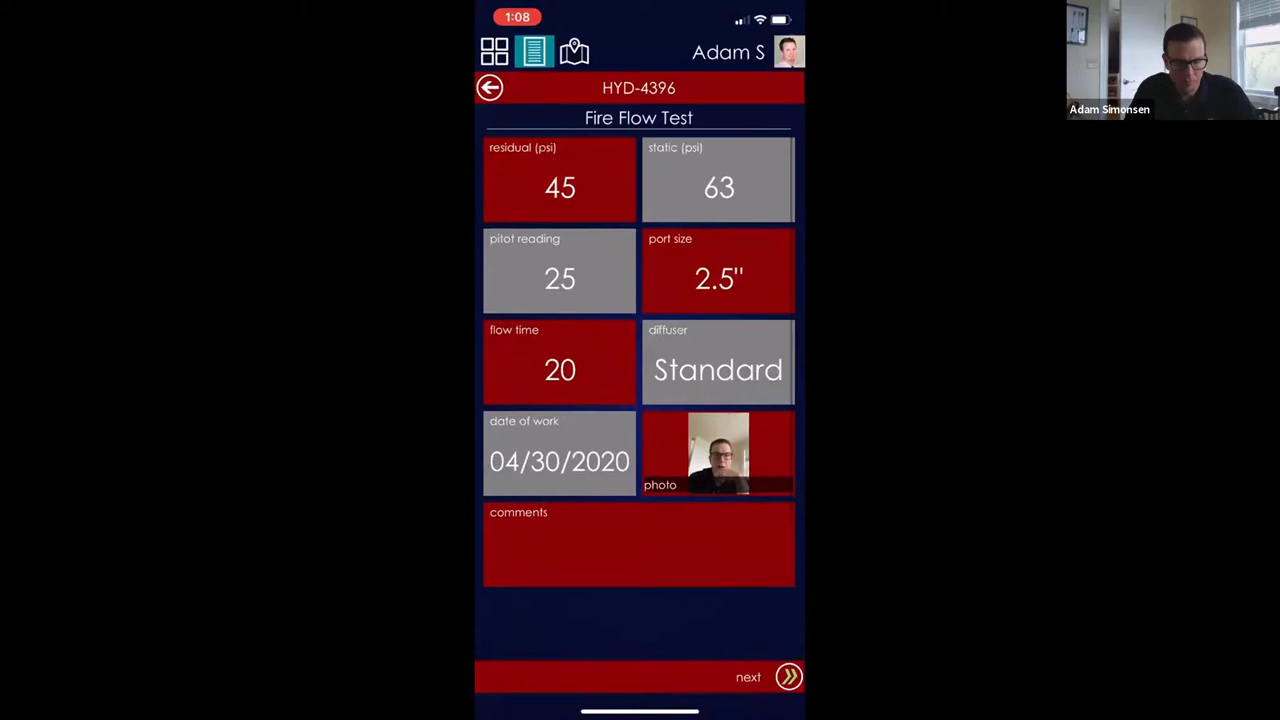 1:08
Adam S
HYD-4396
Fire Flow Test
residual (psi)
45
static (psi)
63
pitot reading
25
port size
2.5"
flow time
20
diffuser
Standard
date of work
04/30/2020
photo
comments
next
Adam Simonsen